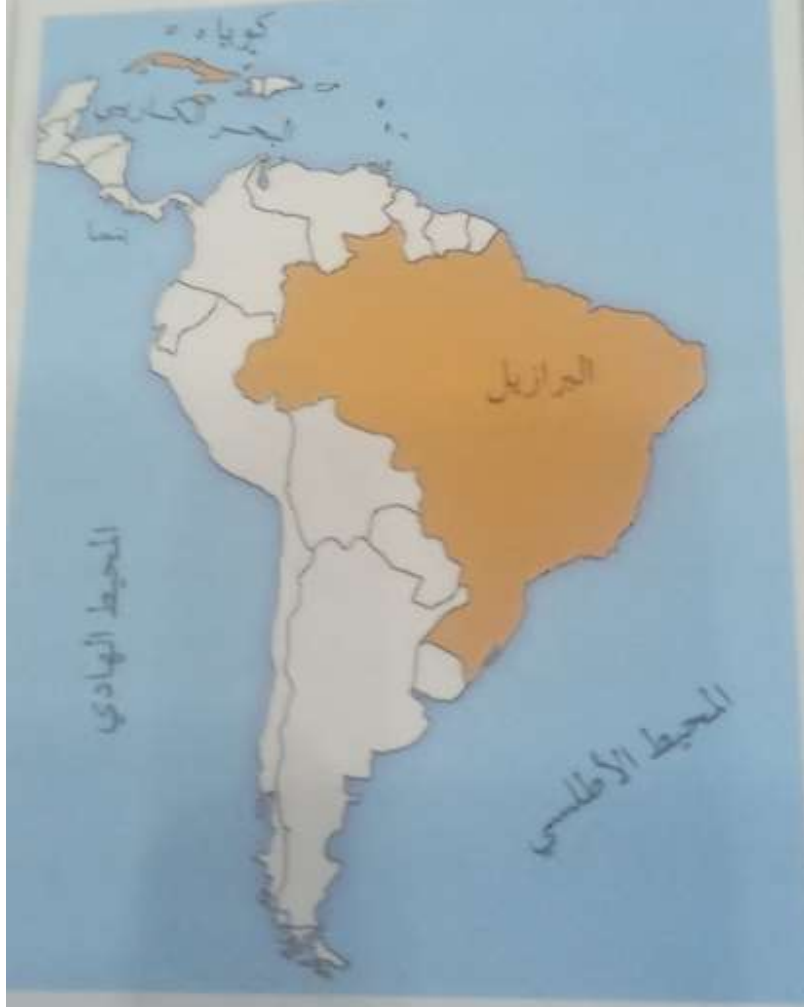 كوبا
البحر الكاريبي
البرازيل
المحيط الهادي
المحيط الأطلسي